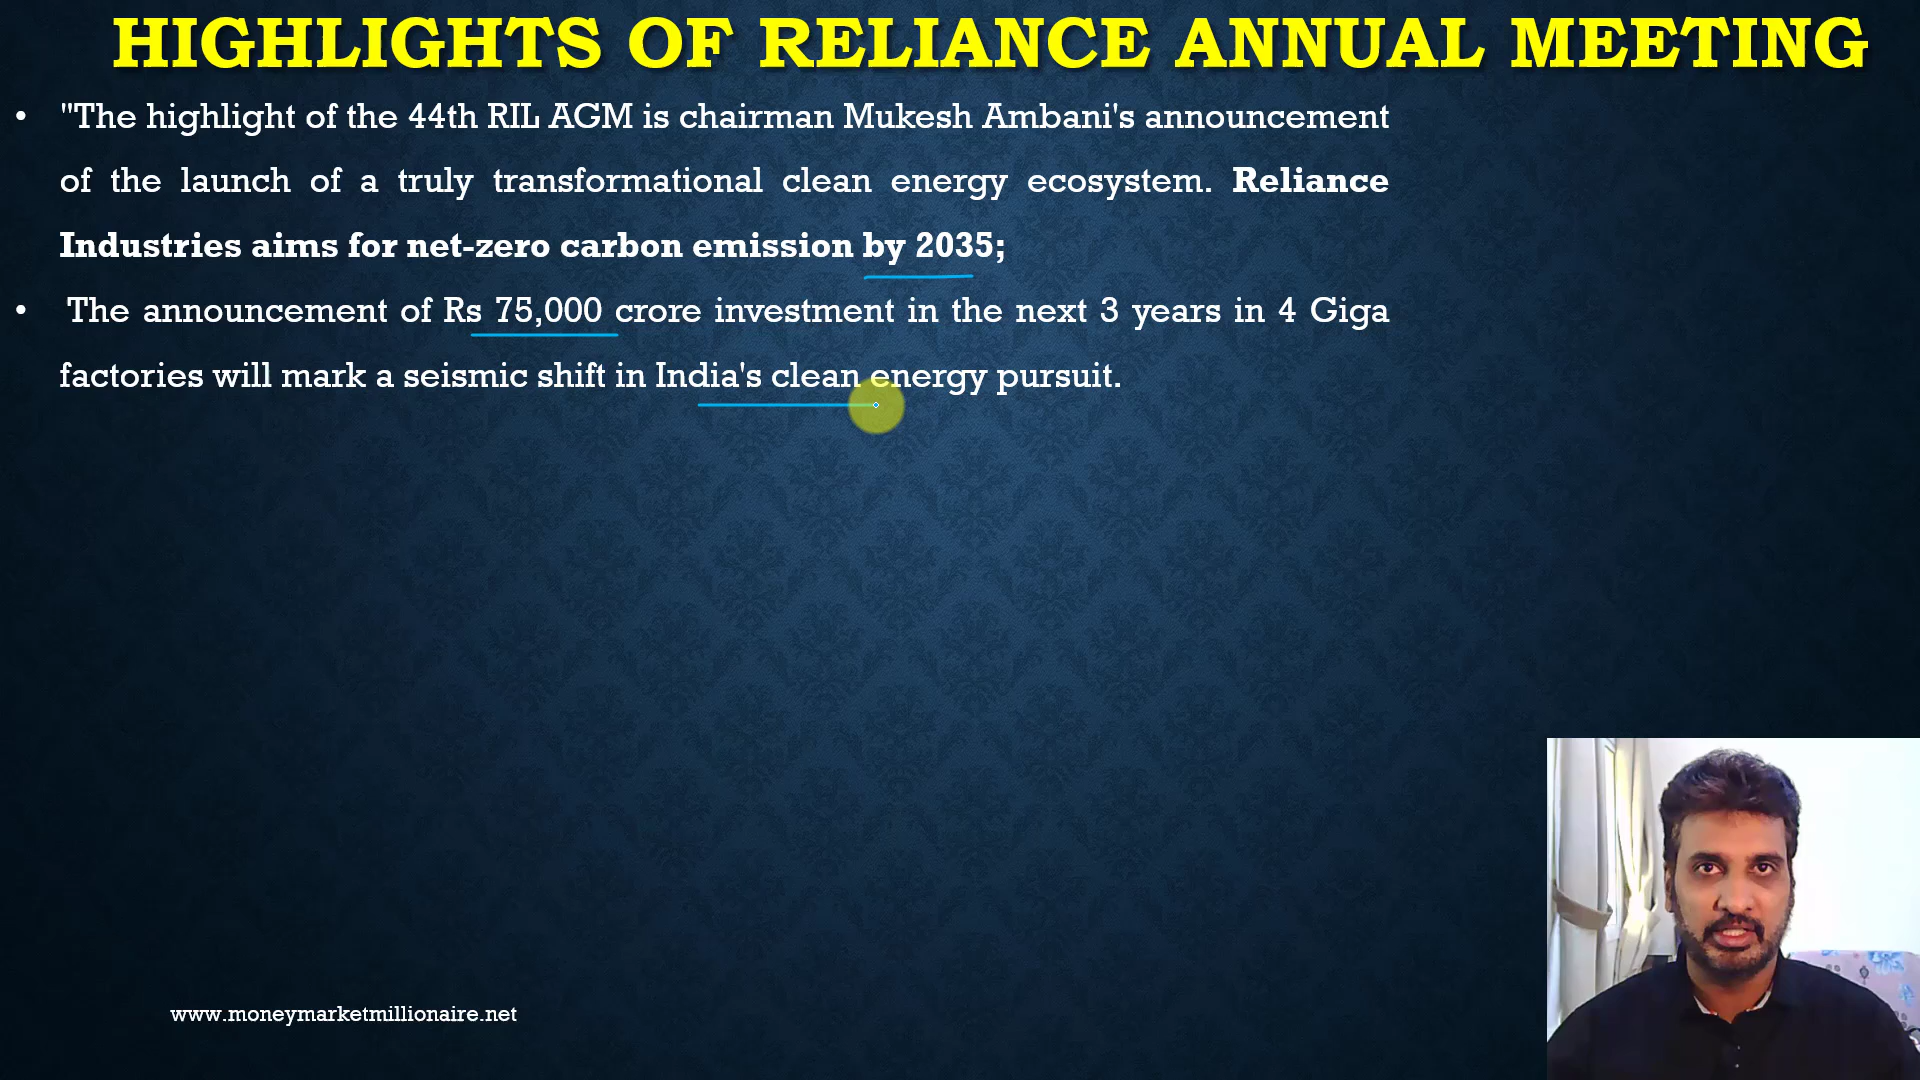 HIGHLIGHTS OF RELIANCE ANNUAL MEETING
• "The highlight of the 44th RIL AGM is chairman Mukesh Ambani's announcement
of the launch of a truly transformational clean energy ecosystem. Reliance
Industries aims for net-zero carbon emission by 2035;
• The announcement of Rs 75,000 crore investment in the next 3 years in 4 Giga
factories will mark a seismic shift in India's clean energy pursuit.
www.moneymarketmillionaire.net